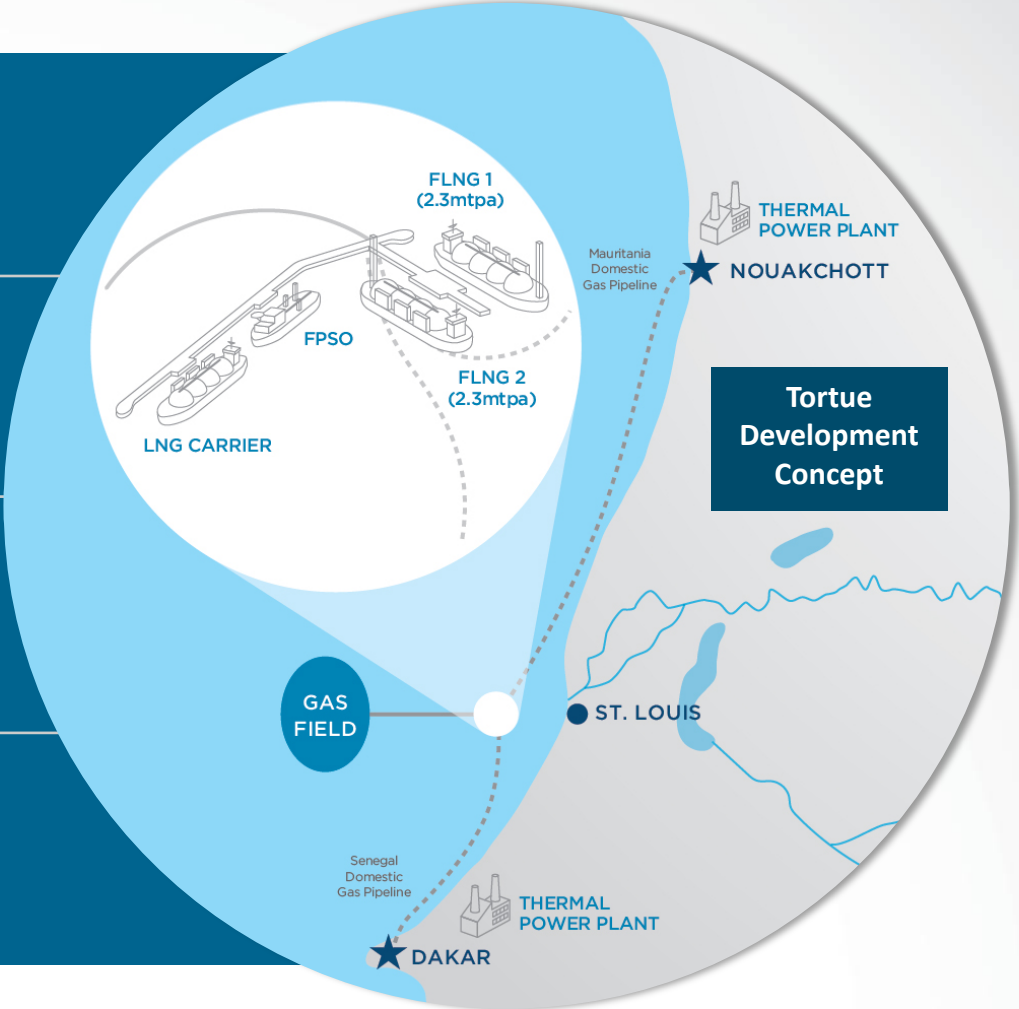 FLNG 1
(2.3mtpa)
FPSO
FLNG 2
(2.3mtpa)
LNG CARRIER
Mauritania
Domestic
Gas Pipeline
THERMAL
POWER PLANT
NOUAKCHOTT
Tortue
Development
Concept
GAS
FIELD
ST. LOUIS
Senegal
Domestic
Gas Pipeline
THERMAL
POWER PLANT
DAKAR